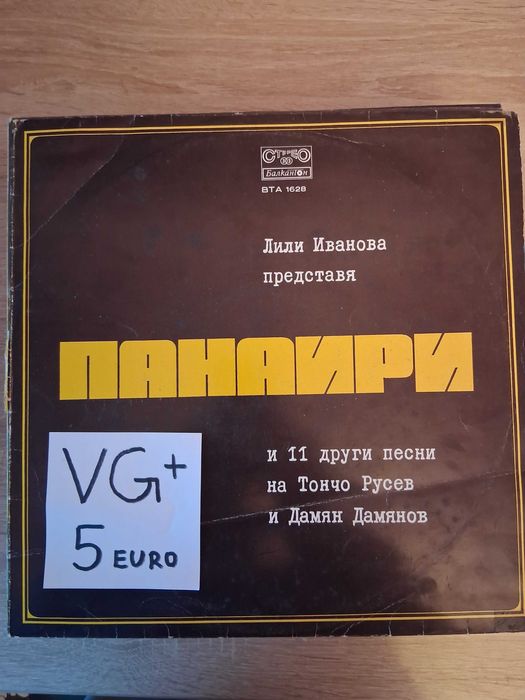 СТЕРЕО
Балкантон
ВТА 1628
Лили Иванова
представя
ПАНАИРИ
и 11 други песни
на Тончо Русев
и Дамян Дамянов
VG+
5 EURO